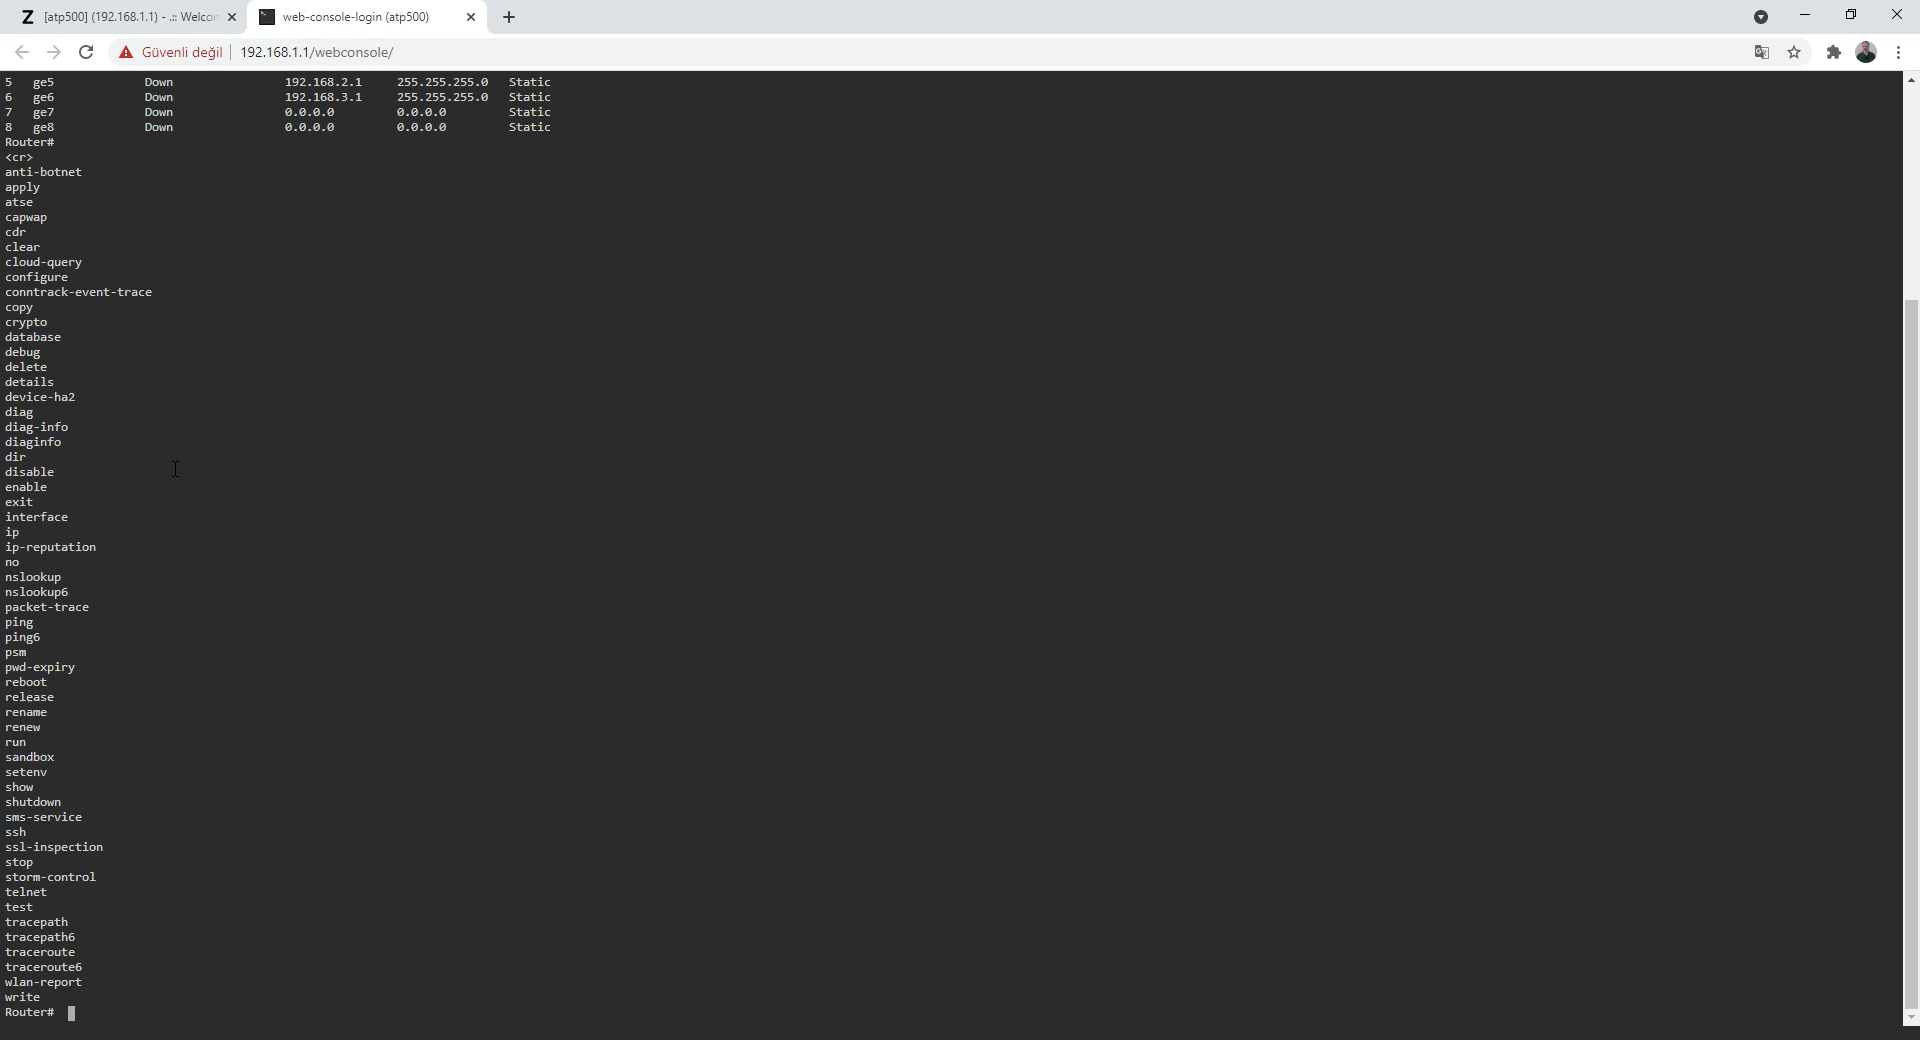 Z [atp500] (192.168.1.1) - .:: Welcor
web-console-login (atp500)
Güvenli değil 192.168.1.1/webconsole/
5 ge5 Down 192.168.2.1 255.255.255.0 Static
6 ge6 Down 192.168.3.1 255.255.255.0 Static
7 ge7 Down 0.0.0.0 0.0.0.0 Static
8 ge8 Down 0.0.0.0 0.0.0.0 Static
Router#
<cr>
anti-botnet
apply
atse
capwap
cdr
clear
cloud-query
configure
conntrack-event-trace
copy
crypto
database
debug
delete
details
device-ha2
diag
diag-info
diaginfo
dir
disable
enable
exit
interface
ip
ip-reputation
no
nslookup
nslookup6
packet-trace
ping
ping6
psm
pwd-expiry
reboot
release
rename
renew
run
sandbox
setenv
show
shutdown
sms-service
ssh
ssl-inspection
stop
storm-control
telnet
test
tracepath
tracepath6
traceroute
traceroute6
wlan-report
write
Router#